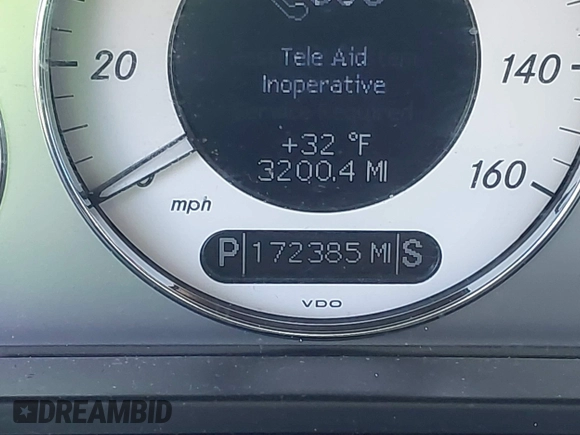 Tele Aid
Inoperative
20
140
+32 °F
3200.4 MI
160
mph
P 172385 MI S
VDO
DREAMBID